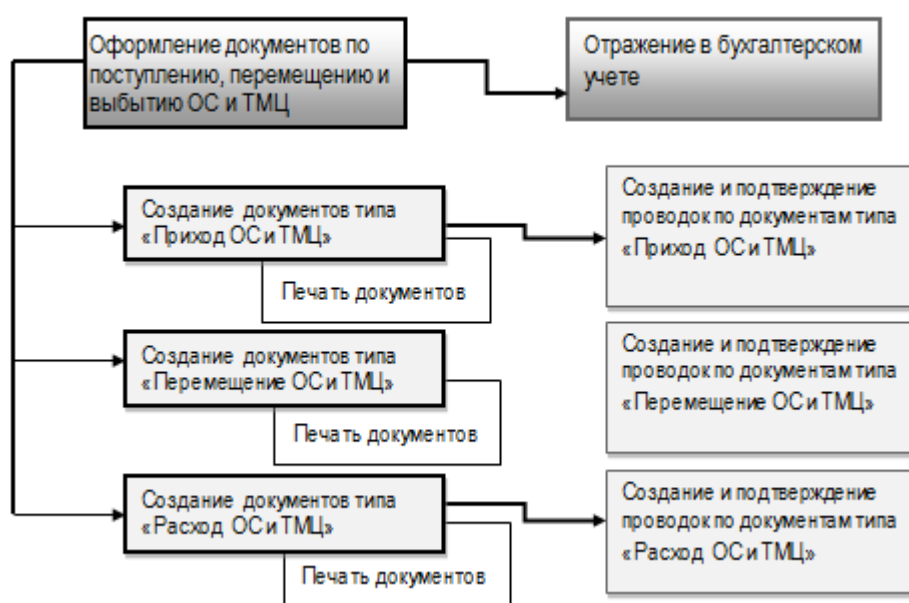 Оформление документов по
поступлению, перемещению и
выбытию ОС и ТМЦ
Отражение в бухгалтерском
учете
Создание документов типа
«Приход ОС и ТМЦ»
Печать документов
Создание и подтверждение
проводок по документам типа
«Приход ОС и ТМЦ»
Создание документов типа
«Перемещение ОС и ТМЦ»
Печать документов
Создание и подтверждение
проводок по документам типа
«Перемещение ОС и ТМЦ»
Создание документов типа
«Расход ОС и ТМЦ»
Печать документов
Создание и подтверждение
проводок по документам типа
«Расход ОС и ТМЦ»